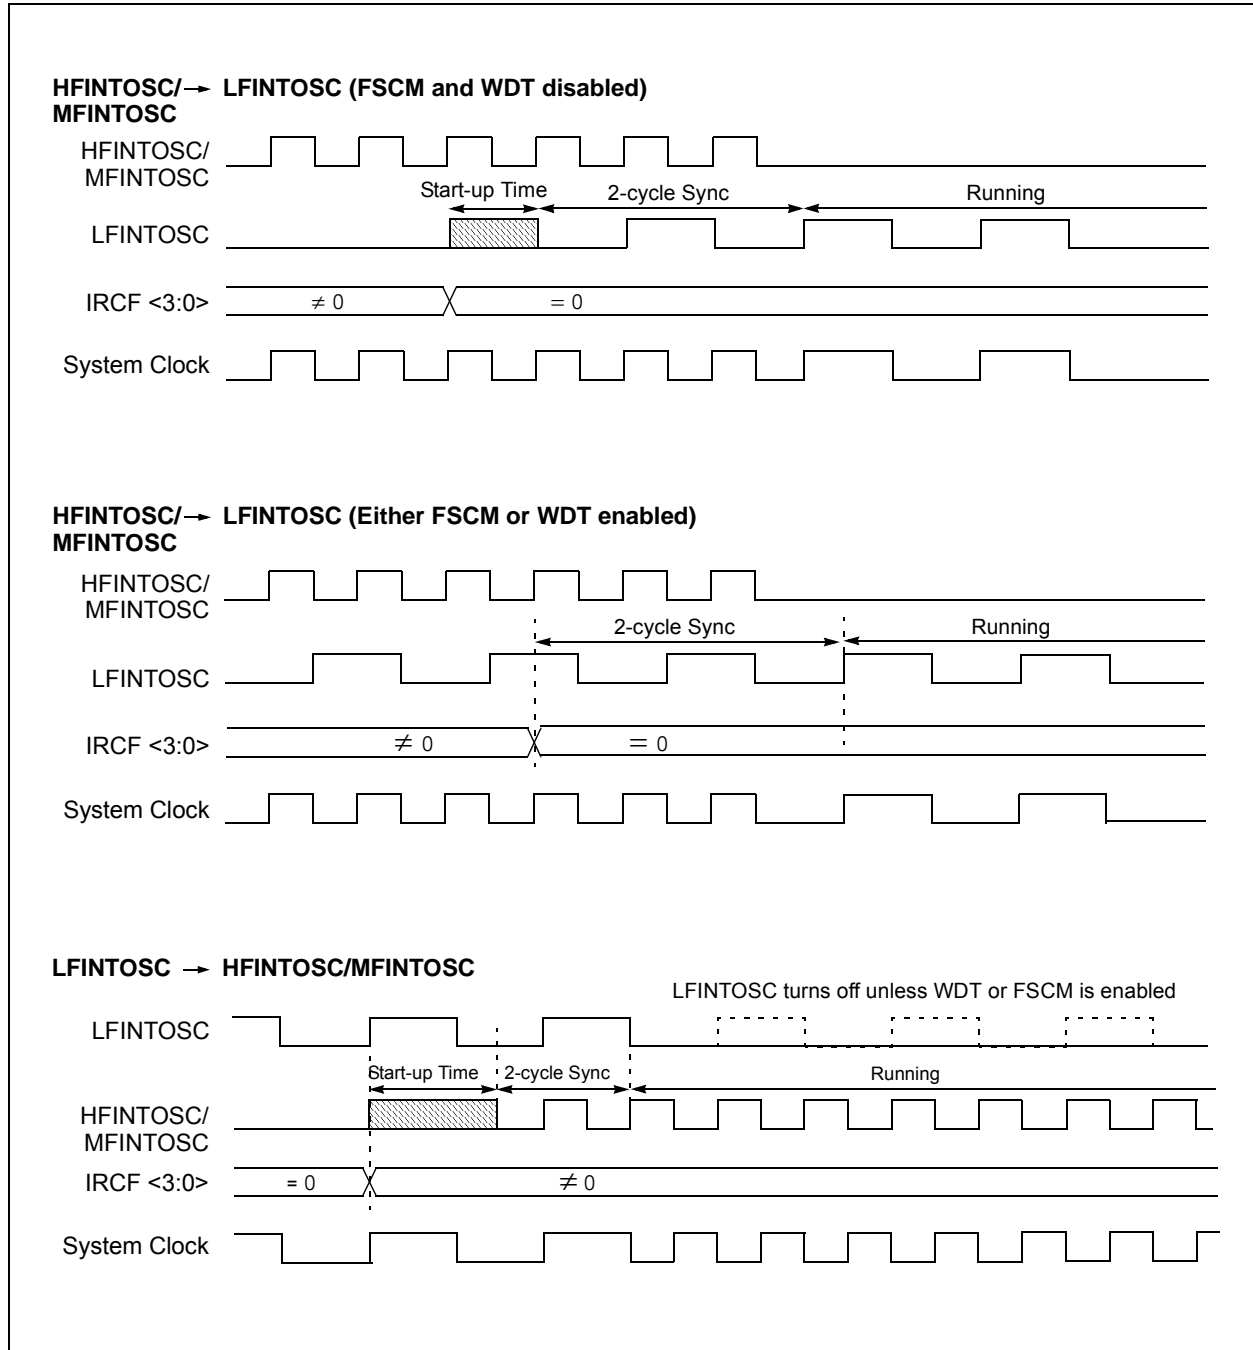 HFINTOSC/→ LFINTOSC (FSCM and WDT disabled)
MFINTOSC
HFINTOSC/
MFINTOSC
Start-up Time 2-cycle Sync Running
LFINTOSC
IRCF <3:0> ≠ 0 = 0
System Clock
HFINTOSC/→ LFINTOSC (Either FSCM or WDT enabled)
MFINTOSC
HFINTOSC/
MFINTOSC
2-cycle Sync Running
LFINTOSC
IRCF <3:0> ≠ 0 = 0
System Clock
LFINTOSC → HFINTOSC/MFINTOSC
LFINTOSC turns off unless WDT or FSCM is enabled
LFINTOSC
Start-up Time 2-cycle Sync Running
HFINTOSC/
MFINTOSC
IRCF <3:0> = 0 ≠ 0
System Clock